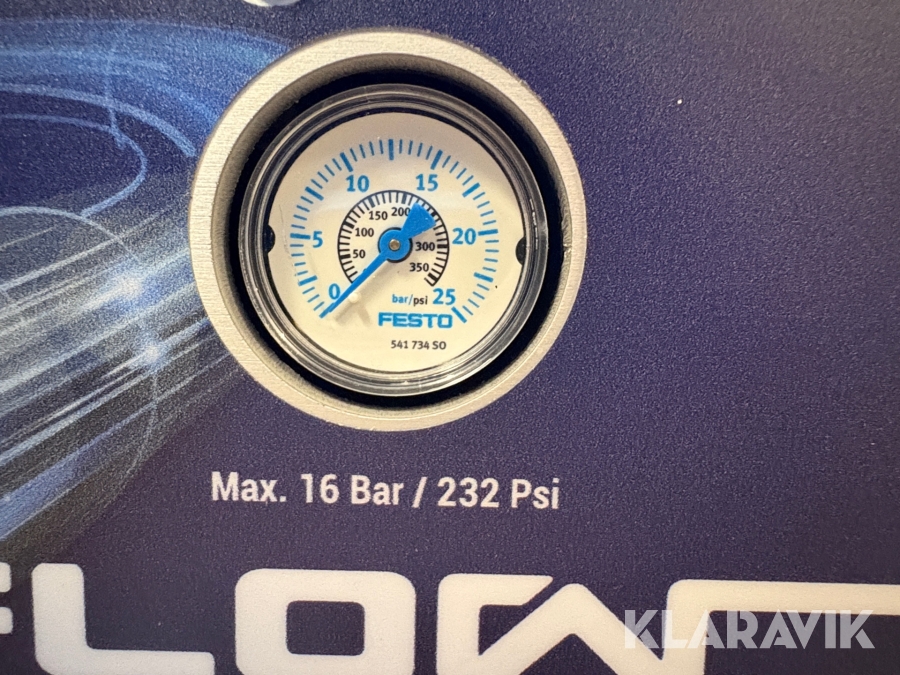 10 15
150 200
100
5 20
50 300
350
0 bar/psi 25
FESTO
541 734 SO
Max. 16 Bar / 232 Psi
FLOW
KLARAVIK